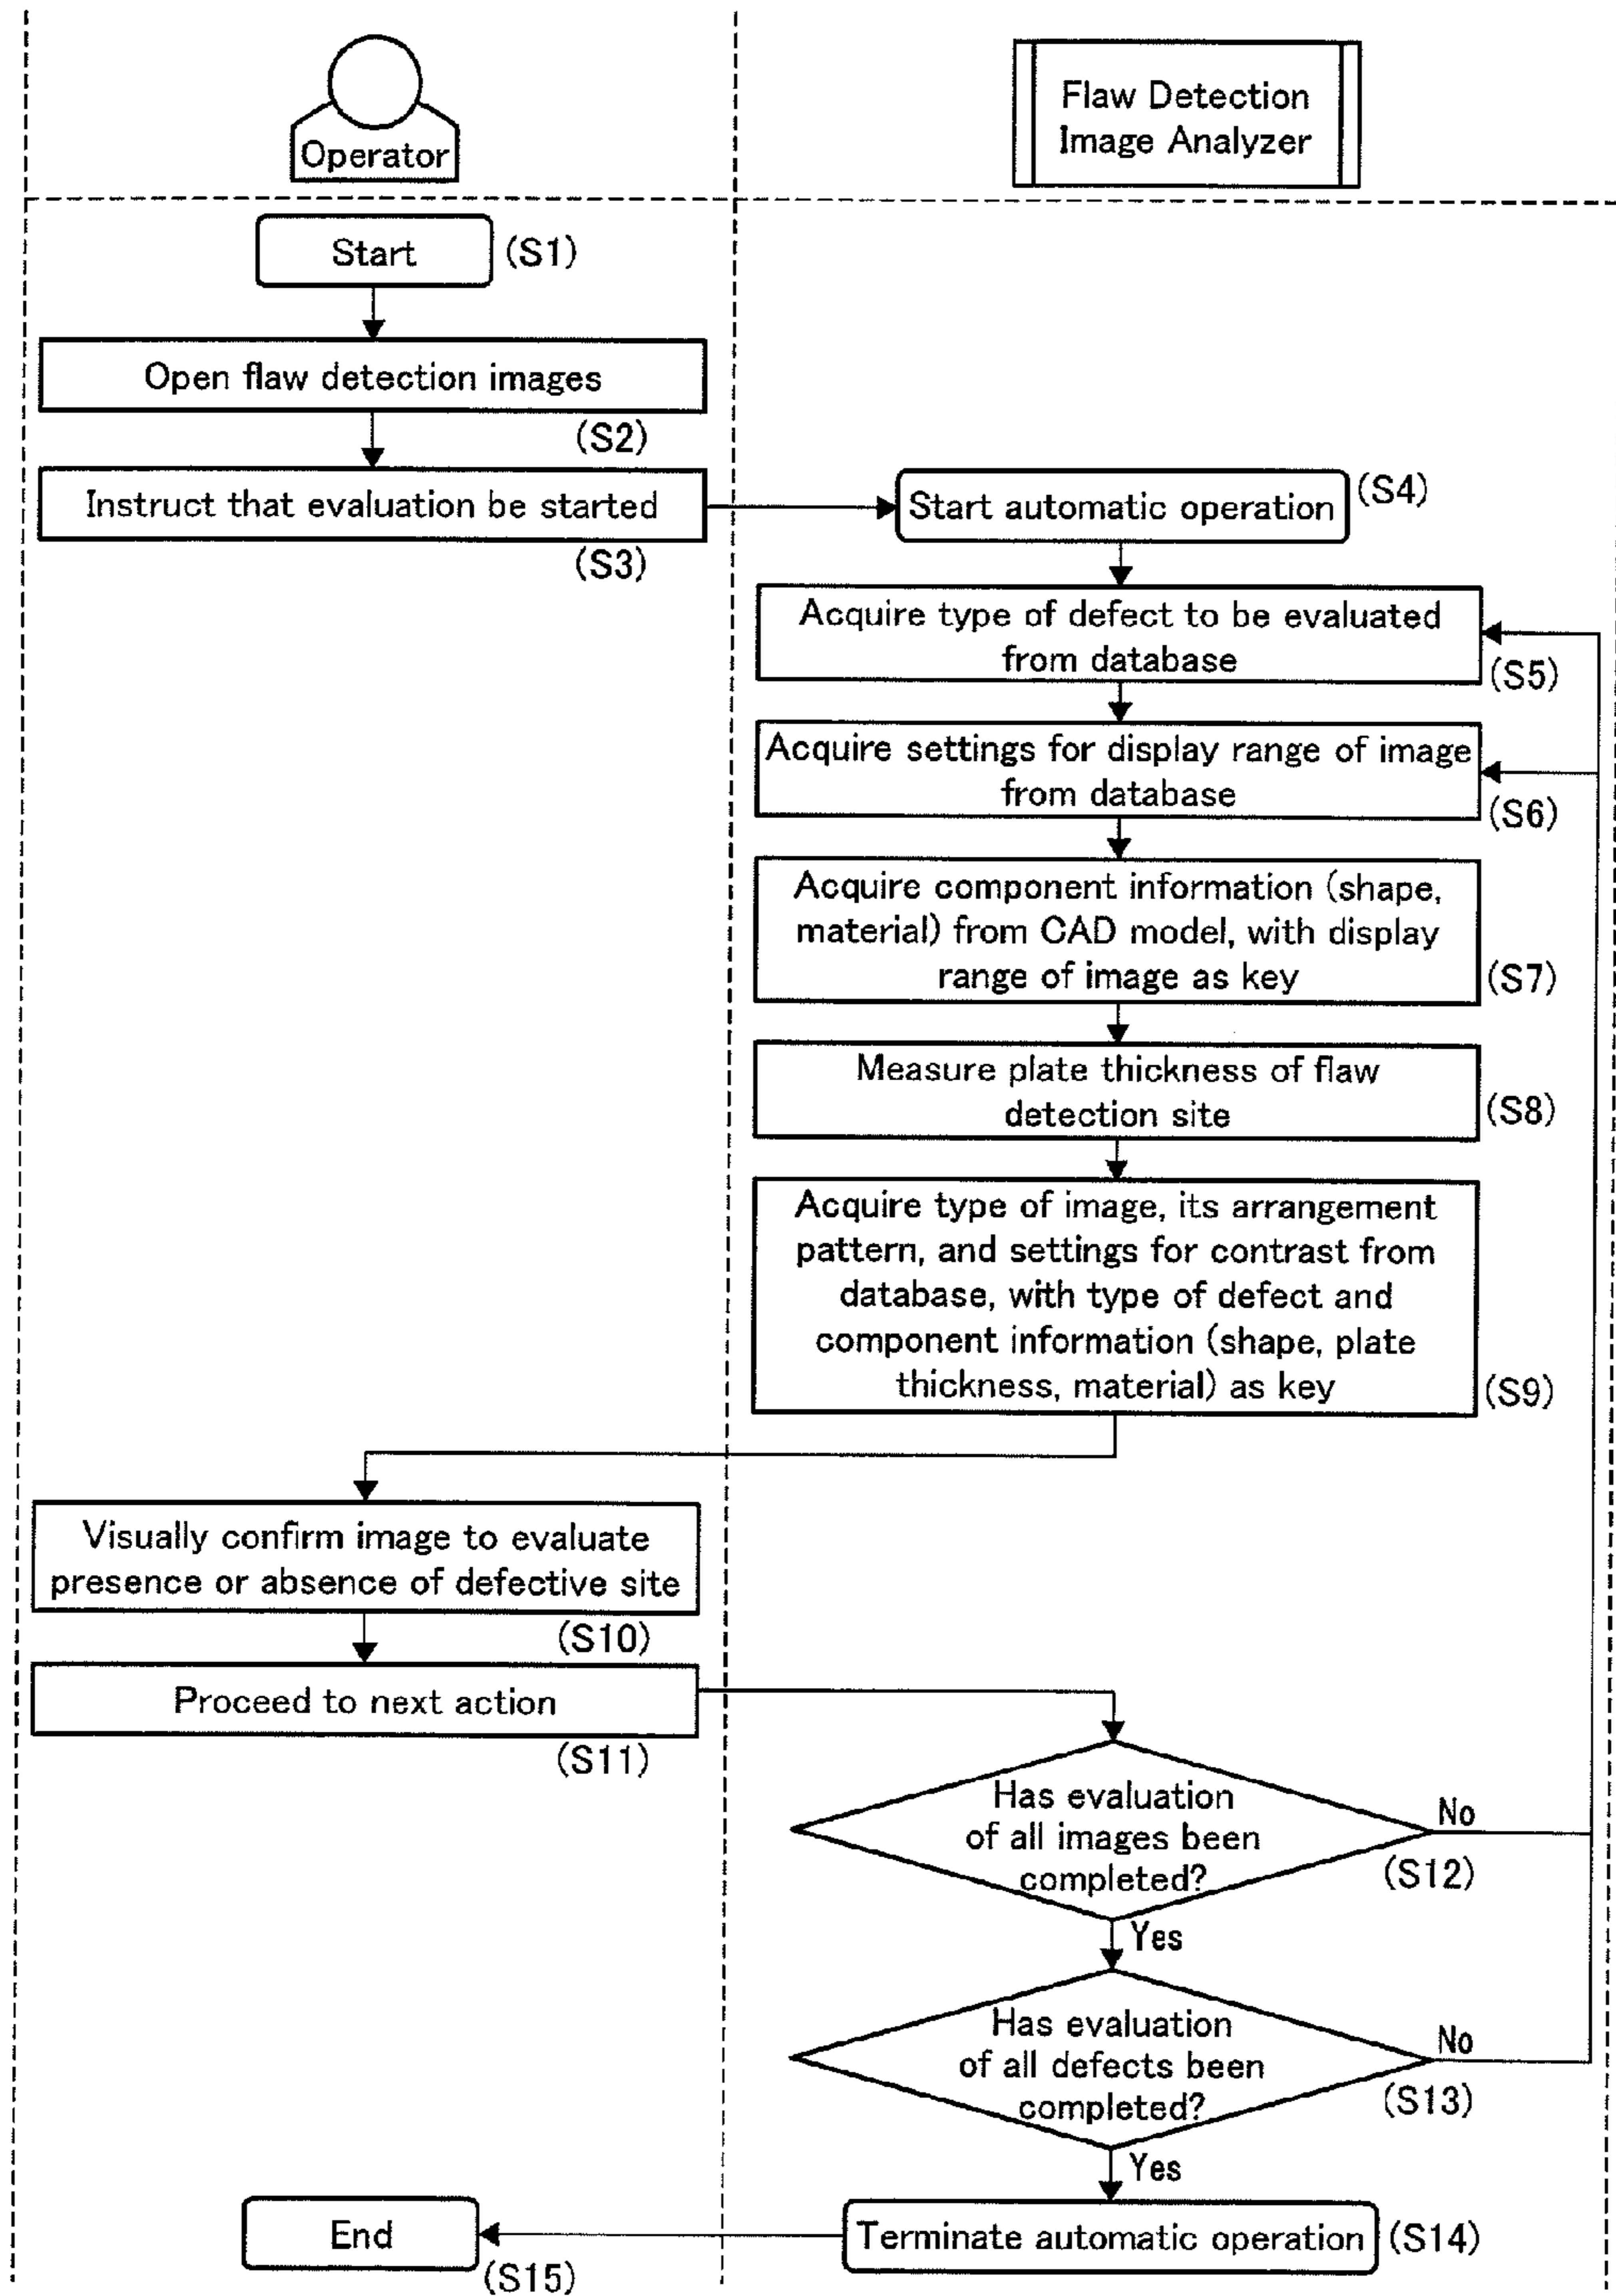 Operator
Flaw Detection
Image Analyzer
Start
(S1)
Open flaw detection images
(S2)
Instruct that evaluation be started
(S3)
Start automatic operation
(S4)
Acquire type of defect to be evaluated
from database
(S5)
Acquire settings for display range of image
from database
(S6)
Acquire component information (shape,
material) from CAD model, with display
range of image as key
(S7)
Measure plate thickness of flaw
detection site
(S8)
Acquire type of image, its arrangement
pattern, and settings for contrast from
database, with type of defect and
component information (shape, plate
thickness, material) as key
(S9)
Visually confirm image to evaluate
presence or absence of defective site
(S10)
Proceed to next action
(S11)
Has evaluation
of all images been
completed?
No
(S12)
Yes
Has evaluation
of all defects been
completed?
No
(S13)
Yes
Terminate automatic operation
(S14)
End
(S15)